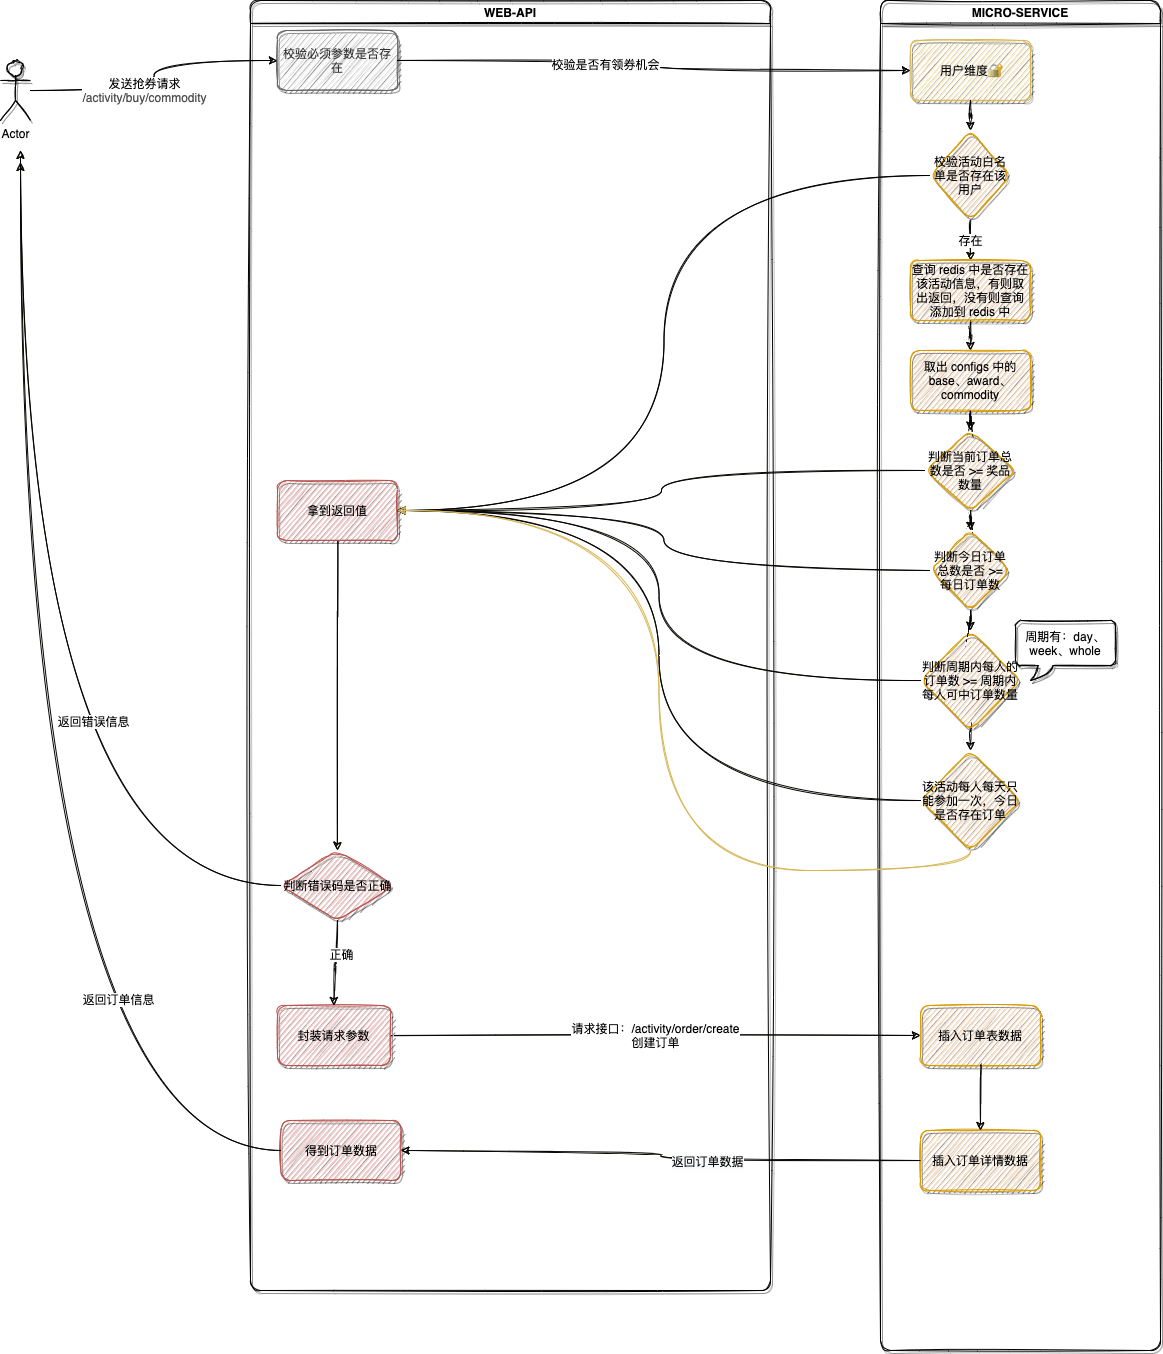 WEB-API
MICRO-SERVICE
校验必须参数是否存
在
发送抢券请求
/activity/buy/commodity
Actor
校验是否有领券机会
用户维度🔐
校验活动白名
单是否存在该
用户
存在
查询 redis 中是否存在
该活动信息，有则取
出返回，没有则查询
添加到 redis 中
取出 configs 中的
base、award、
commodity
判断当前订单总
数是否 >= 奖品
数量
拿到返回值
判断今日订单
总数是否 >=
每日订单数
周期有：day、
week、whole
判断周期内每人的
订单数 >= 周期内
每人可中订单数量
返回错误信息
该活动每人每天只
能参加一次，今日
是否存在订单
判断错误码是否正确
正确
返回订单信息
封装请求参数
请求接口：/activity/order/create
创建订单
插入订单表数据
得到订单数据
返回订单数据
插入订单详情数据